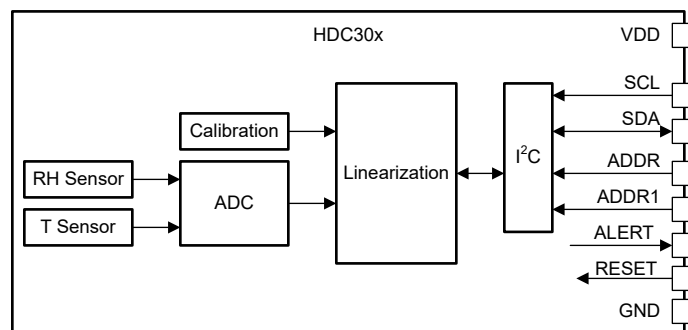 HDC30x
VDD
SCL
SDA
ADDR
ADDR1
ALERT
RESET
GND
Calibration
RH Sensor
T Sensor
ADC
Linearization
I²C